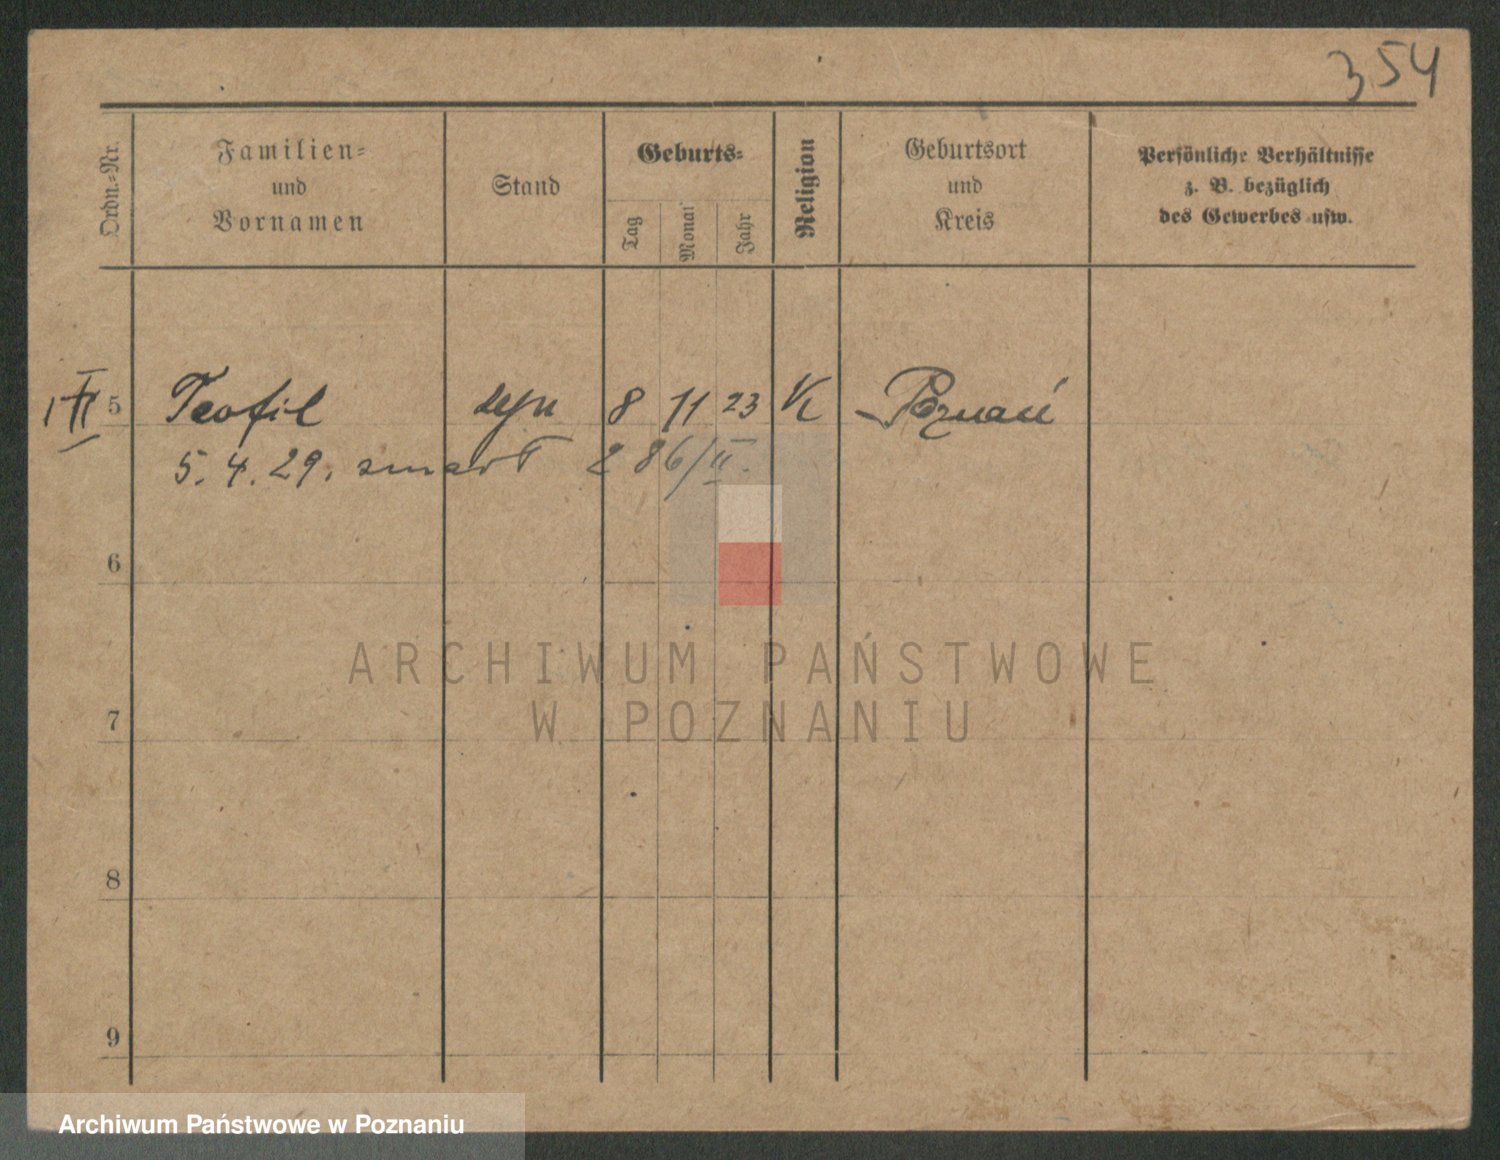 354
Ordn.-Nr.
Familien-
und
Vornamen
Stand
Geburts-
Tag
Monat
Jahr
Religion
Geburtsort
und
Kreis
Persönliche Verhältnisse
z. B. bezüglich
des Gewerbes usw.
5 Teofil syn 8 11 23 K Poznań
5.4.29. zmarł 286/II.
6
7
8
9
ARCHIWUM PAŃSTWOWE
W POZNANIU
Archiwum Państwowe w Poznaniu